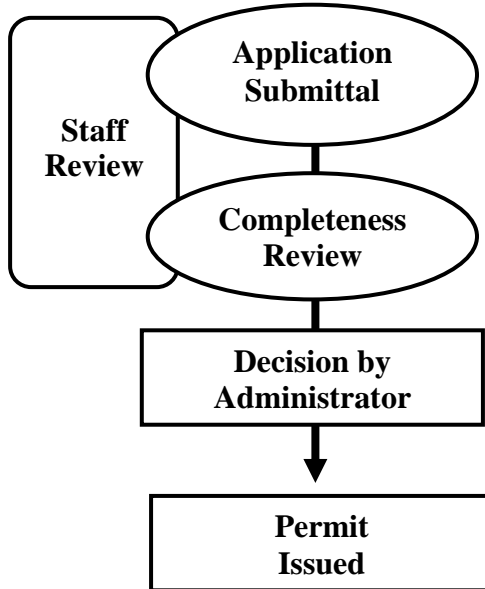 Application
Submittal
Staff
Review
Completeness
Review
Decision by
Administrator
Permit
Issued